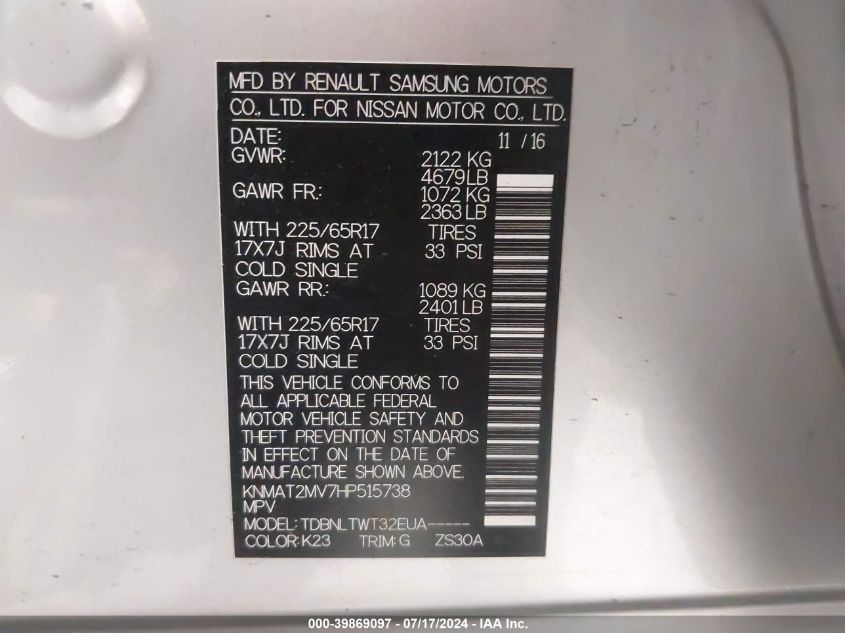 MFD BY RENAULT SAMSUNG MOTORS
CO., LTD. FOR NISSAN MOTOR CO., LTD.
DATE: 11 / 16
GVWR: 2122 KG
4679 LB
GAWR FR: 1072 KG
2363 LB
WITH 225/65R17 TIRES
17X7J RIMS AT 33 PSI
COLD SINGLE
GAWR RR: 1089 KG
2401 LB
WITH 225/65R17 TIRES
17X7J RIMS AT 33 PSI
COLD SINGLE
THIS VEHICLE CONFORMS TO
ALL APPLICABLE FEDERAL
MOTOR VEHICLE SAFETY AND
THEFT PREVENTION STANDARDS
IN EFFECT ON THE DATE OF
MANUFACTURE SHOWN ABOVE.
KNMAT2MV7HP515738
MPV
MODEL: TDBNLTWT32EUA-----
COLOR: K23 TRIM: G ZS30A
000-39869097 - 07/17/2024 - IAA Inc.